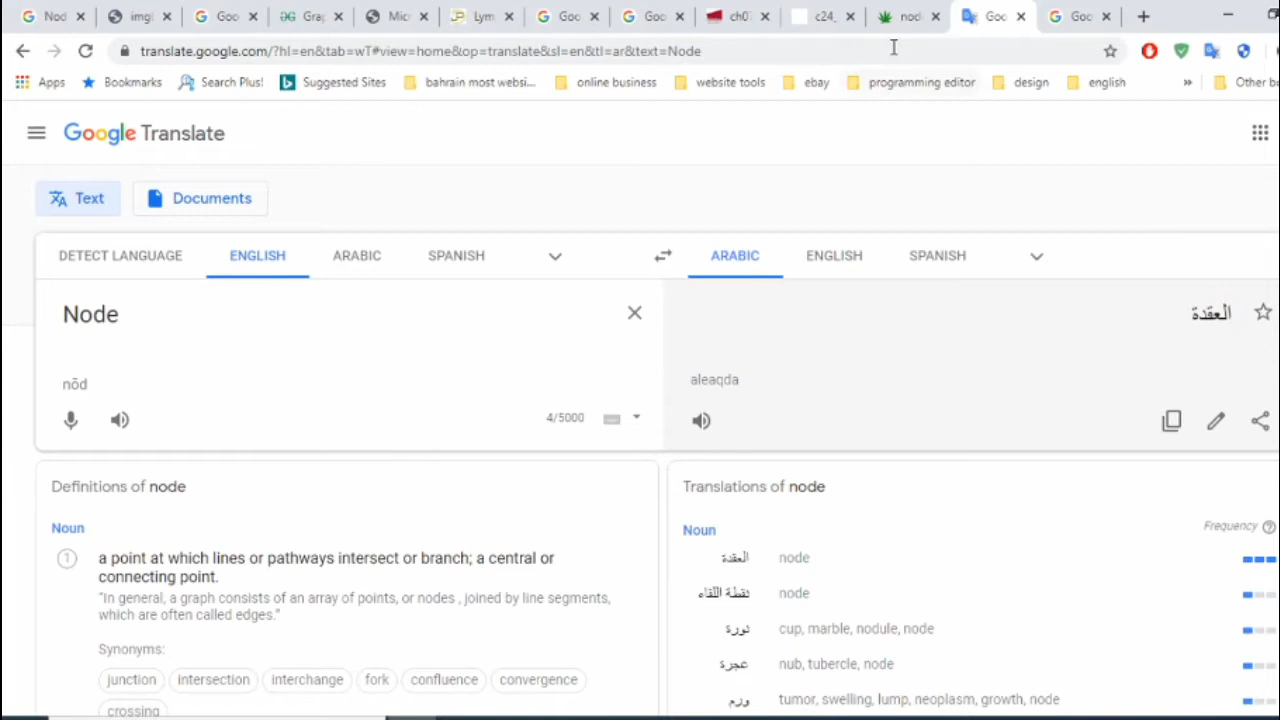 Nod
img
Goo
Gra
Mic
Lym
Goo
Goo
ch0
c24_
nod
Goo
Goo
translate.google.com/?hl=en&tab=wT#view=home&op=translate&sl=en&tl=ar&text=Node
Apps Bookmarks Search Plus! Suggested Sites bahrain most websi... online business website tools ebay programming editor design english » Other b
Google Translate
Text Documents
DETECT LANGUAGE ENGLISH ARABIC SPANISH ARABIC ENGLISH SPANISH
Node
العقدة
nōd
aleaqda
4/5000
Definitions of node
Noun
1 a point at which lines or pathways intersect or branch; a central or
connecting point.
"In general, a graph consists of an array of points, or nodes , joined by line segments,
which are often called edges."
Synonyms:
junction intersection interchange fork confluence convergence
crossing
Translations of node
Noun Frequency
العقدة node
نقطة اللقاء node
ثورة cup, marble, nodule, node
عجرة nub, tubercle, node
ورم tumor, swelling, lump, neoplasm, growth, node